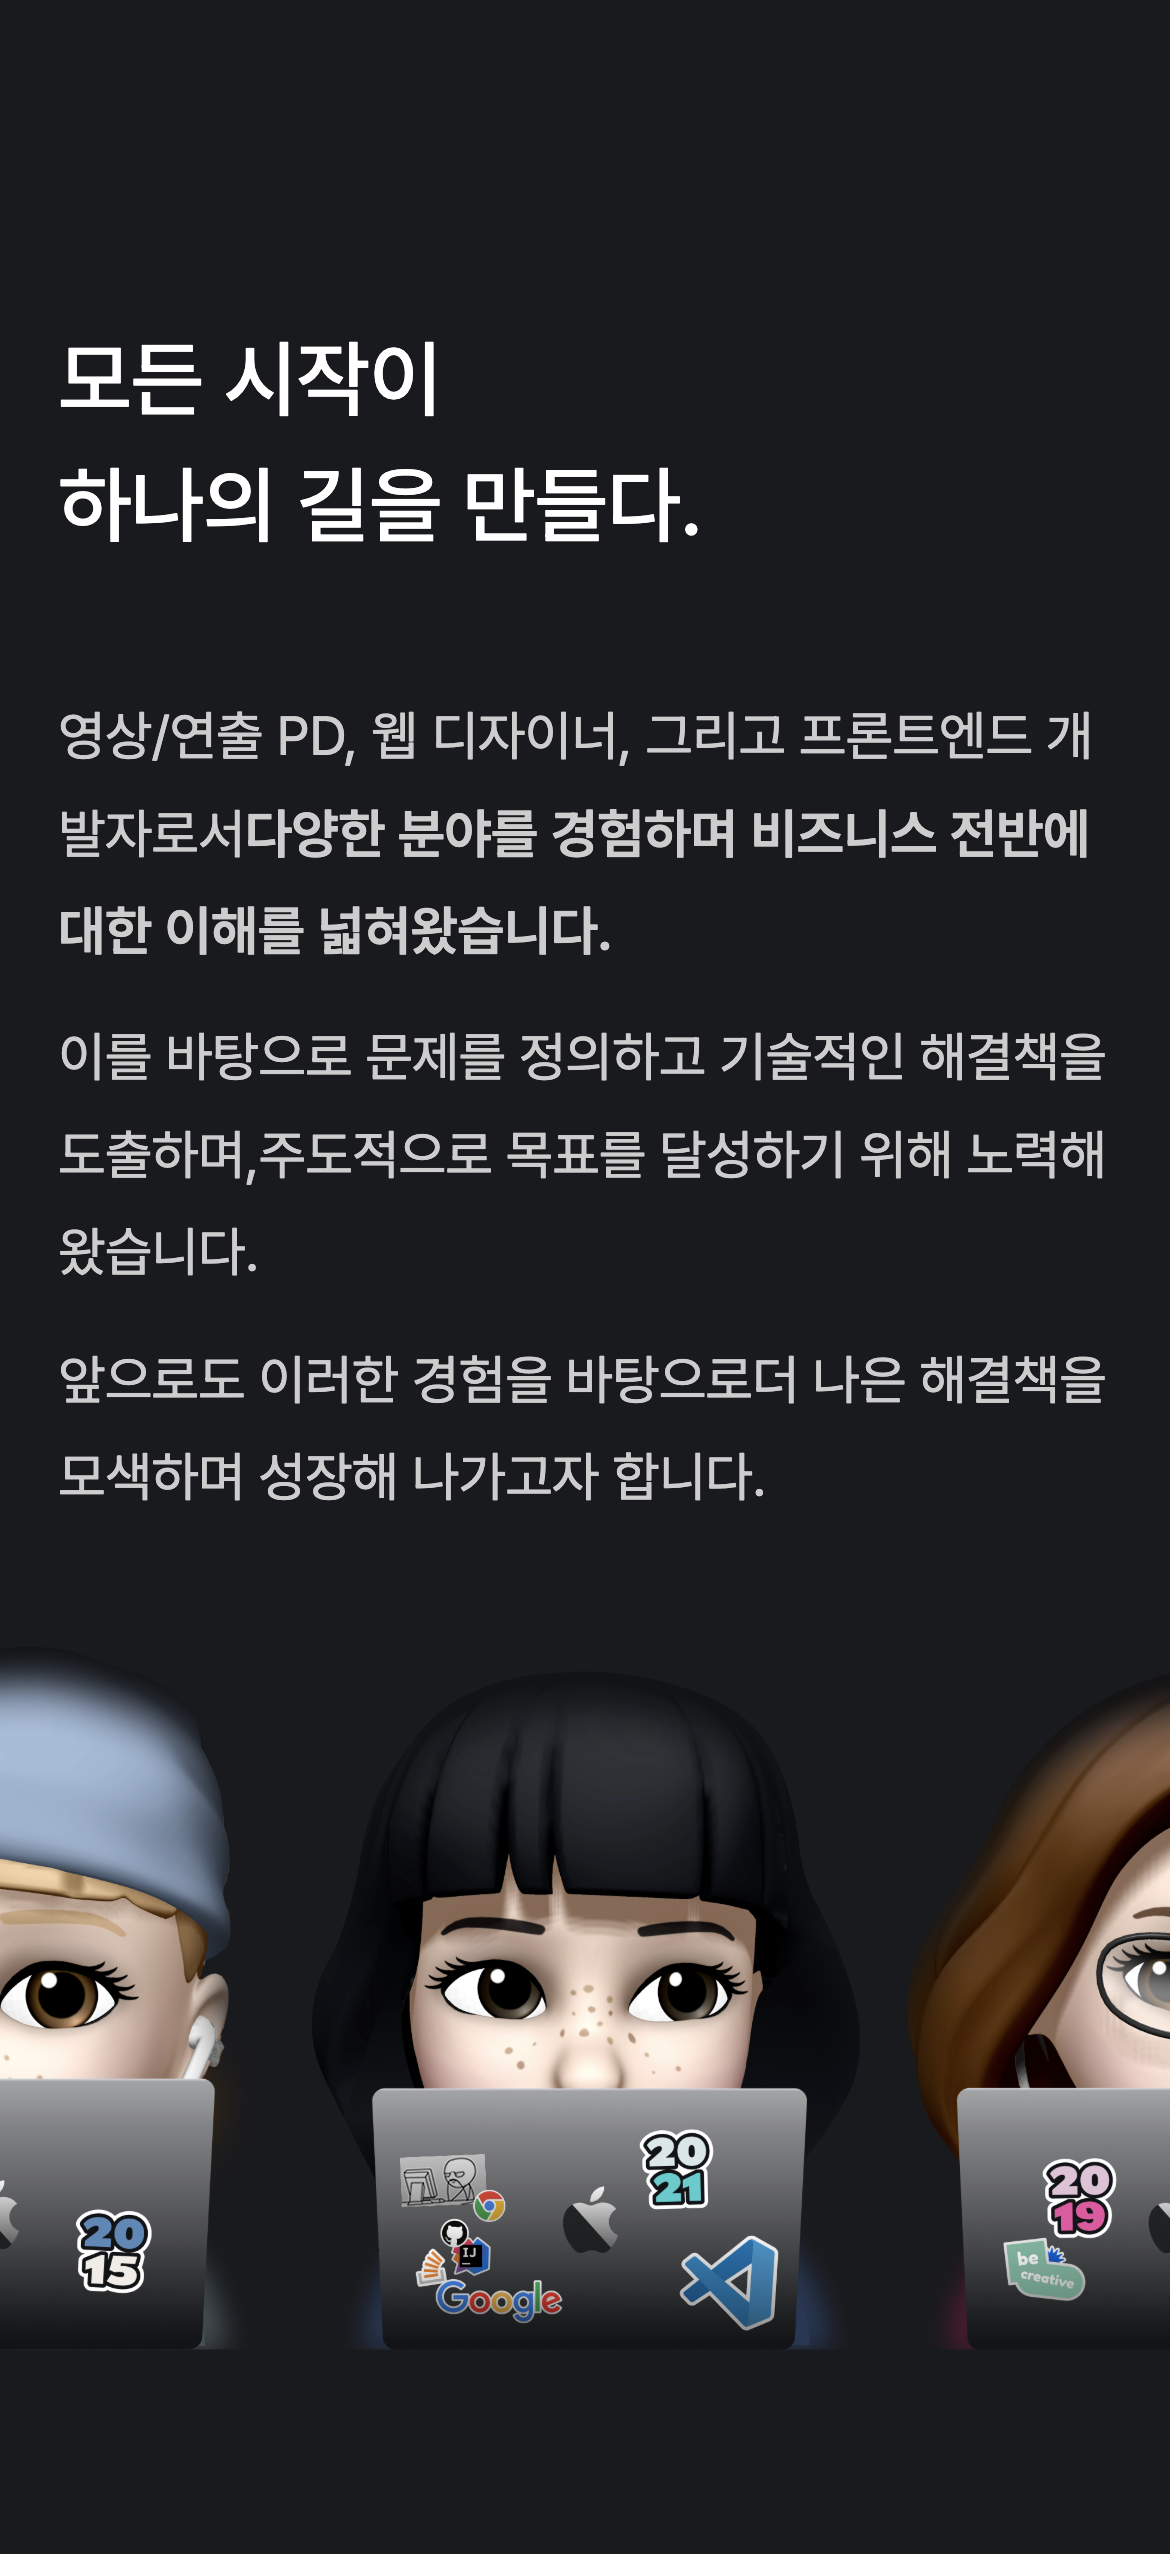 모든 시작이
하나의 길을 만들다.
영상/연출 PD, 웹 디자이너, 그리고 프론트엔드 개
발자로서다양한 분야를 경험하며 비즈니스 전반에
대한 이해를 넓혀왔습니다.
이를 바탕으로 문제를 정의하고 기술적인 해결책을
도출하며,주도적으로 목표를 달성하기 위해 노력해
왔습니다.
앞으로도 이러한 경험을 바탕으로더 나은 해결책을
모색하며 성장해 나가고자 합니다.
20
15
20
21
IJ
Google
20
19
be
creative